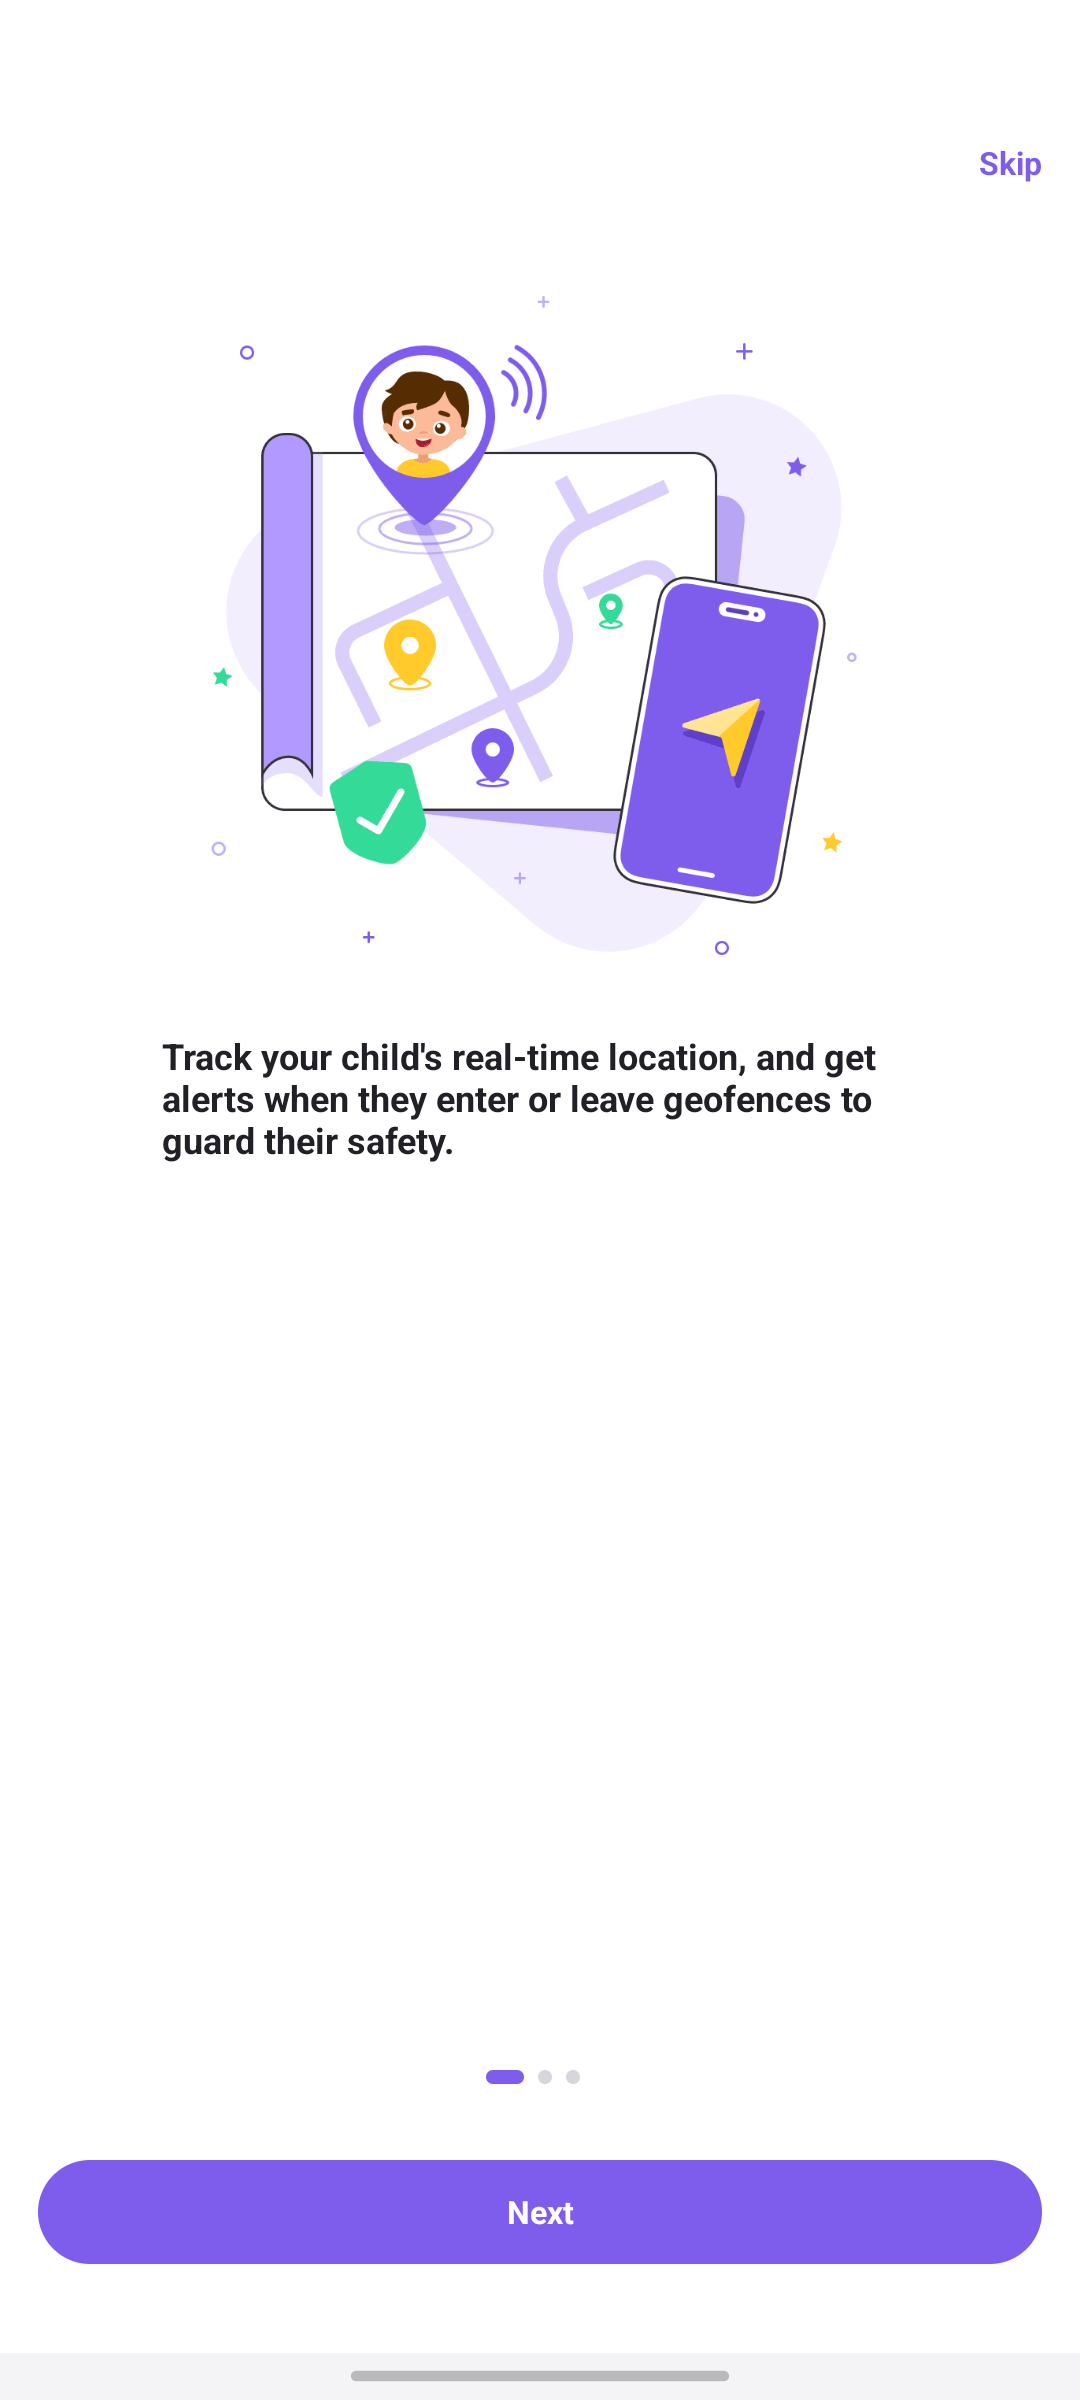 Skip
Track your child's real-time location, and get
alerts when they enter or leave geofences to
guard their safety.
Next